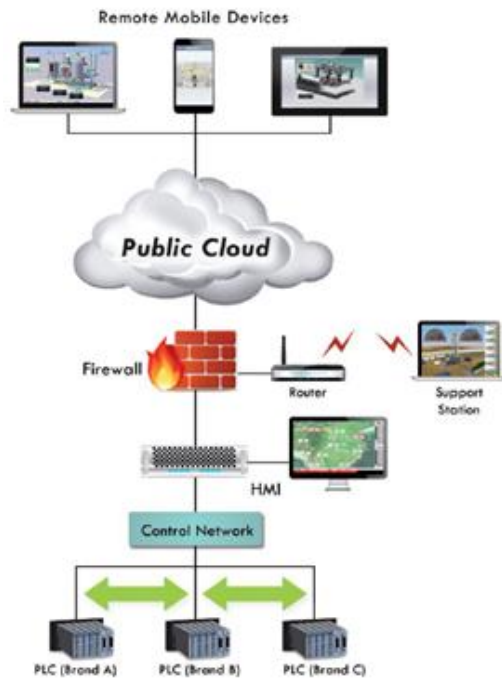 Remote Mobile Devices
Public Cloud
Firewall
Router
Support
Station
HMI
Control Network
PLC (Brand A)
PLC (Brand B)
PLC (Brand C)